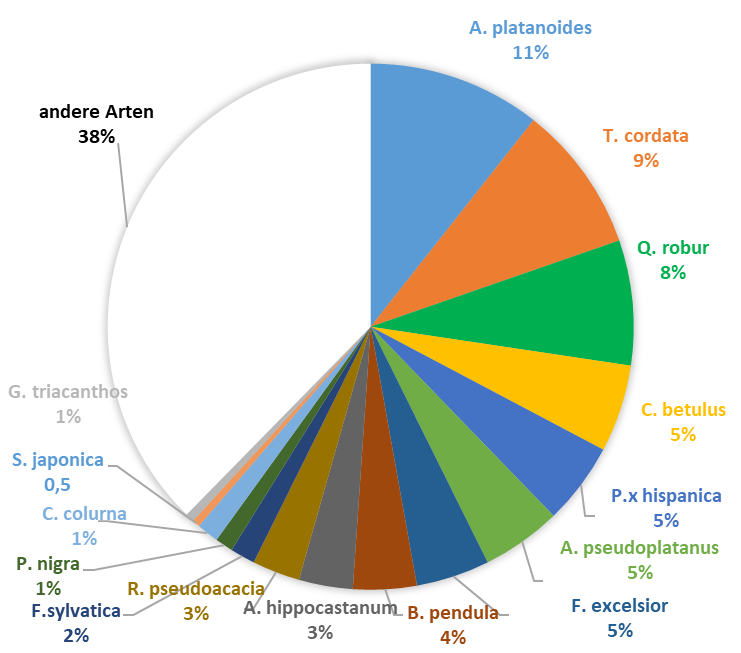 A. platanoides
11%
T. cordata
9%
Q. robur
8%
C. betulus
5%
P.x hispanica
5%
A. pseudoplatanus
5%
F. excelsior
5%
B. pendula
4%
A. hippocastanum
3%
R. pseudoacacia
3%
F.sylvatica
2%
P. nigra
1%
C. colurna
1%
S. japonica
0,5
G. triacanthos
1%
andere Arten
38%